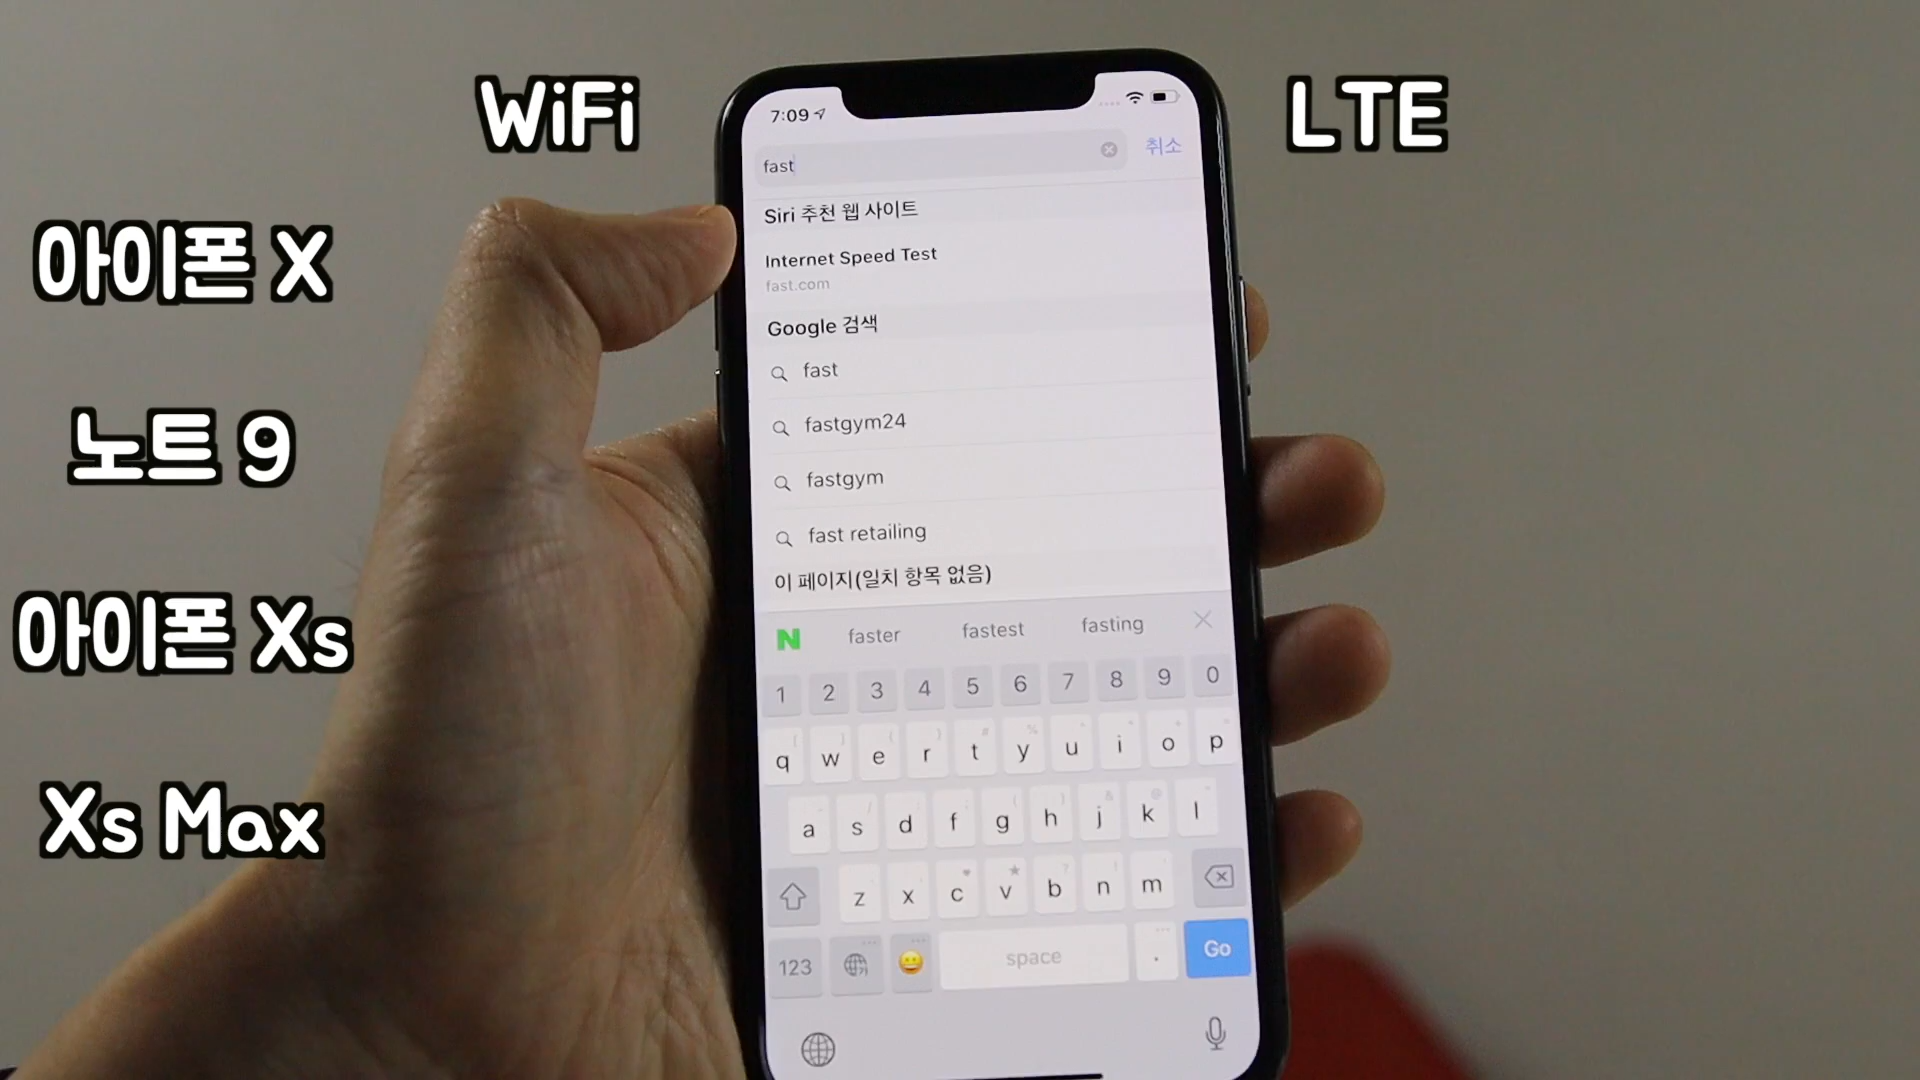 WiFi
LTE
아이폰 X
노트 9
아이폰 Xs
Xs Max
7:09
fast
취소
Siri 추천 웹 사이트
Internet Speed Test
fast.com
Google 검색
fast
fastgym24
fastgym
fast retailing
이 페이지(일치 항목 없음)
N faster fastest fasting
1 2 3 4 5 6 7 8 9 0
q w e r t y u i o p
a s d f g h j k l
z x c v b n m
123 space . Go